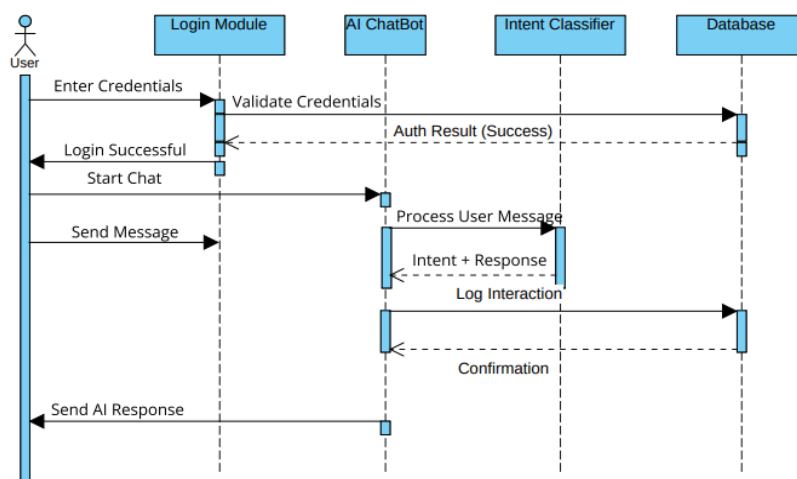 Login Module
AI ChatBot
Intent Classifier
Database
User
Enter Credentials
Validate Credentials
Auth Result (Success)
Login Successful
Start Chat
Process User Message
Send Message
Intent + Response
Log Interaction
Confirmation
Send AI Response